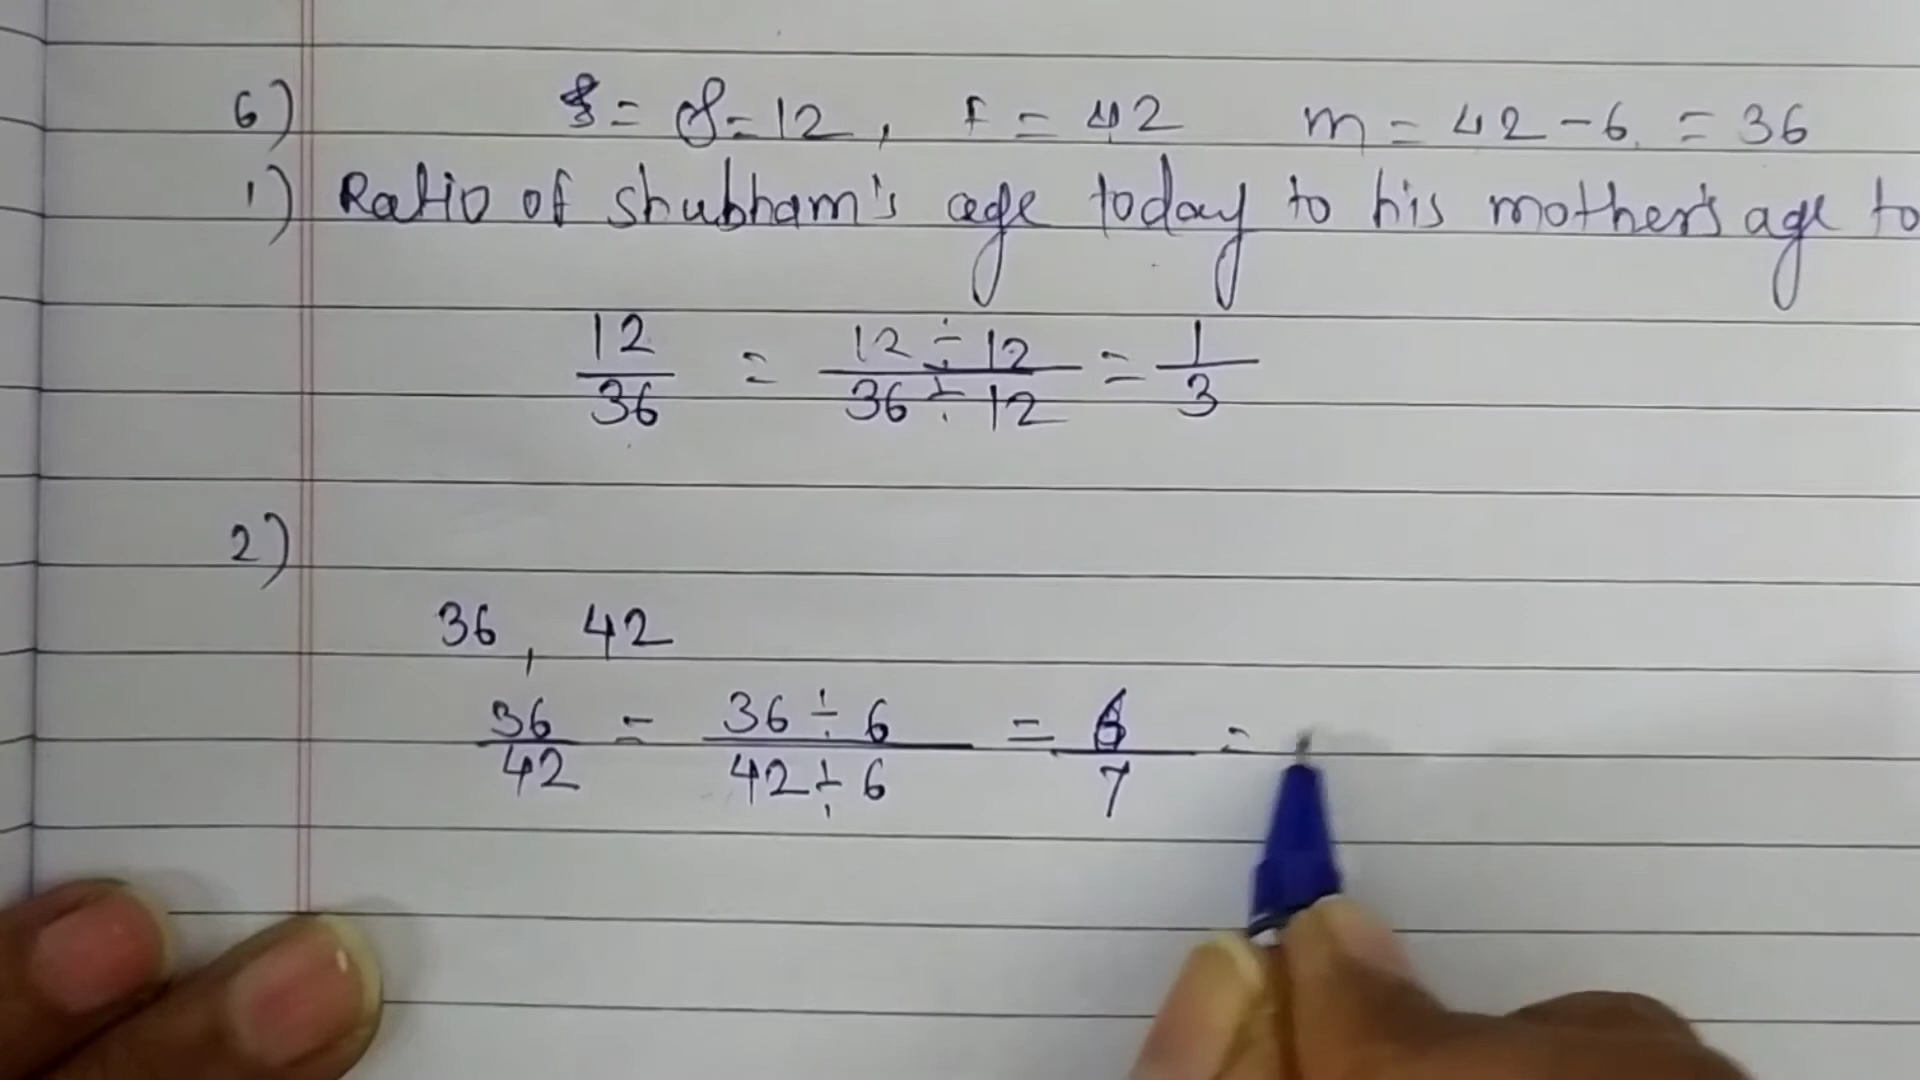 6) S = 12, F = 42 m = 42 - 6 = 36
1) Ratio of shubham's age today to his mother's age to
12/36 = 12 ÷ 12 / 36 ÷ 12 = 1/3
2)
36, 42
36/42 = 36 ÷ 6 / 42 ÷ 6 = 6/7 =